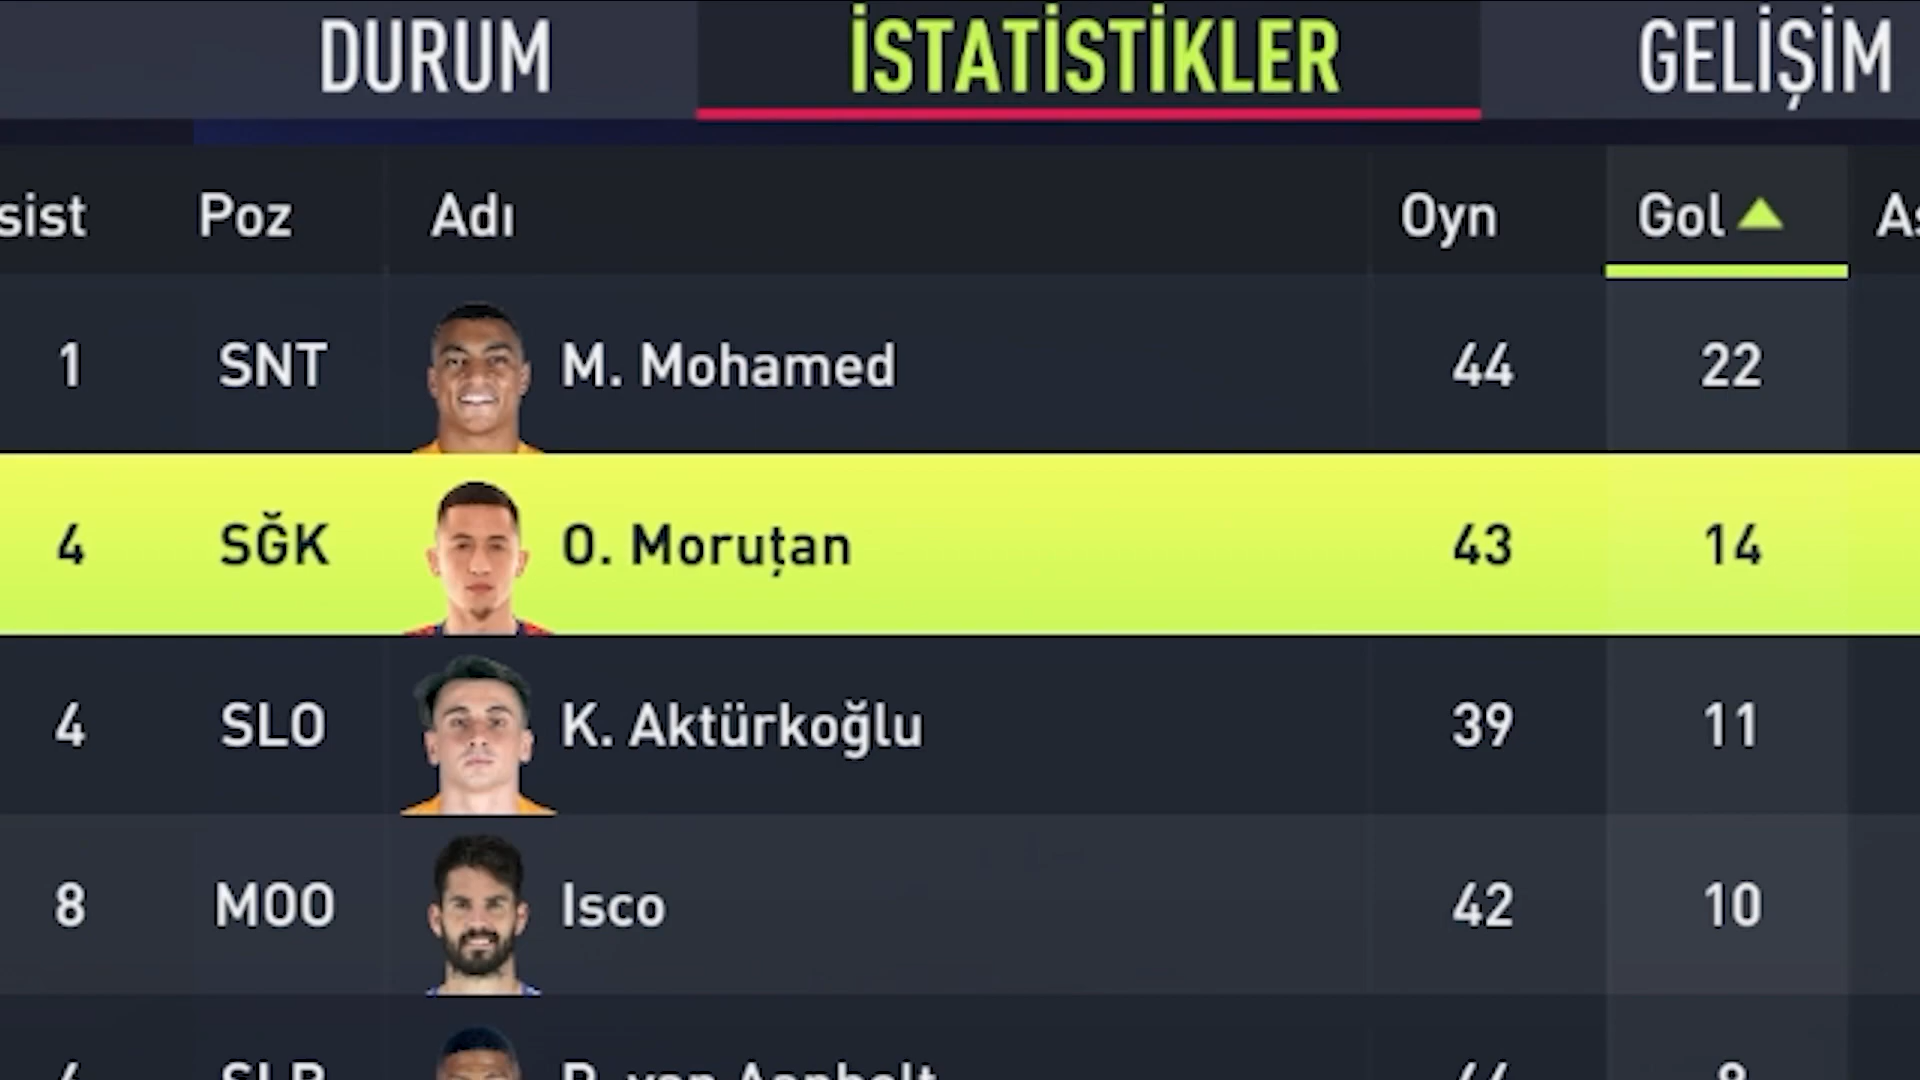 DURUM İSTATİSTİKLER GELİŞİM
sist Poz Adı Oyn Gol As
1 SNT M. Mohamed 44 22
4 SĞK O. Moruțan 43 14
4 SLO K. Aktürkoğlu 39 11
8 MOO Isco 42 10